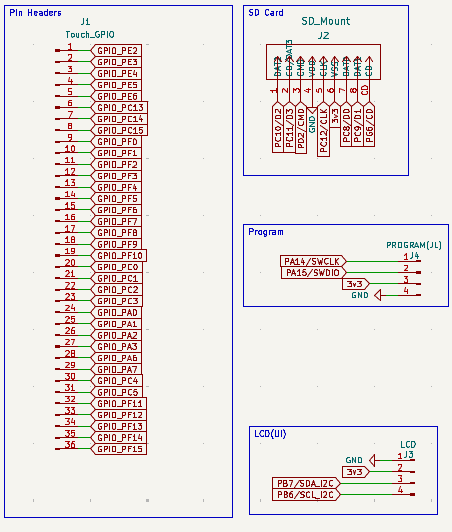 Pin Headers
J1
Touch_GPIO
1 GPIO_PE2
2 GPIO_PE3
3 GPIO_PE4
4 GPIO_PE5
5 GPIO_PE6
6 GPIO_PC13
7 GPIO_PC14
8 GPIO_PC15
9 GPIO_PF0
10 GPIO_PF1
11 GPIO_PF2
12 GPIO_PF3
13 GPIO_PF4
14 GPIO_PF5
15 GPIO_PF6
16 GPIO_PF7
17 GPIO_PF8
18 GPIO_PF9
19 GPIO_PF10
20 GPIO_PC0
21 GPIO_PC1
22 GPIO_PC2
23 GPIO_PC3
24 GPIO_PA0
25 GPIO_PA1
26 GPIO_PA2
27 GPIO_PA3
28 GPIO_PA6
29 GPIO_PA7
30 GPIO_PC4
31 GPIO_PC5
32 GPIO_PF11
33 GPIO_PF12
34 GPIO_PF13
35 GPIO_PF14
36 GPIO_PF15
SD Card
SD_Mount
J2
DAT2 1 PC10/D2
CD_DAT3 2 PC11/D3
CMD 3 PD2/CMD
VDD 4 GND
CLK 5 PC12/CLK
VSS 6 3v3
DAT0 7 PC8/D0
DAT1 8 PC9/D1
CD CD PG6/CD
Program
PROGRAM(JL)
J4
PA14/SWCLK 1
PA15/SWDIO 2
3v3 3
GND 4
LCD(UI)
LCD
J3
GND 1
3v3 2
PB7/SDA_I2C 3
PB6/SCL_I2C 4